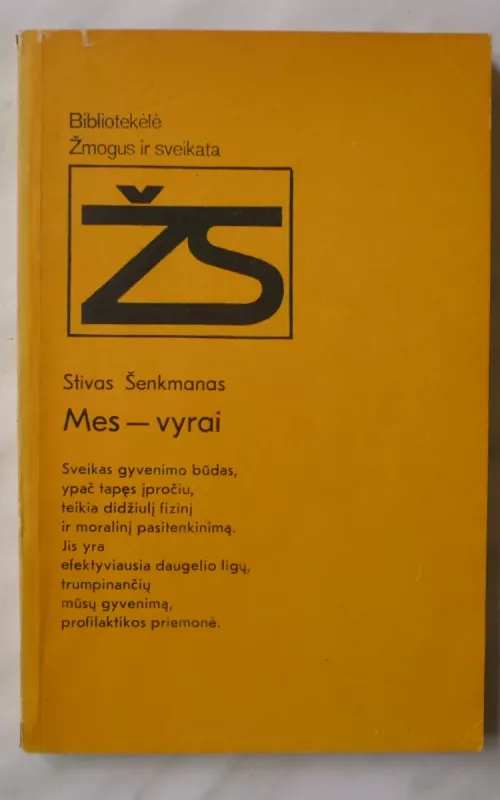 Bibliotekėlė
Žmogus ir sveikata
ŽS
Stivas Šenkmanas
Mes — vyrai
Sveikas gyvenimo būdas,
ypač tapęs įpročiu,
teikia didžiulį fizinį
ir moralinį pasitenkinimą.
Jis yra
efektyviausia daugelio ligų,
trumpinančių
mūsų gyvenimą,
profilaktikos priemonė.